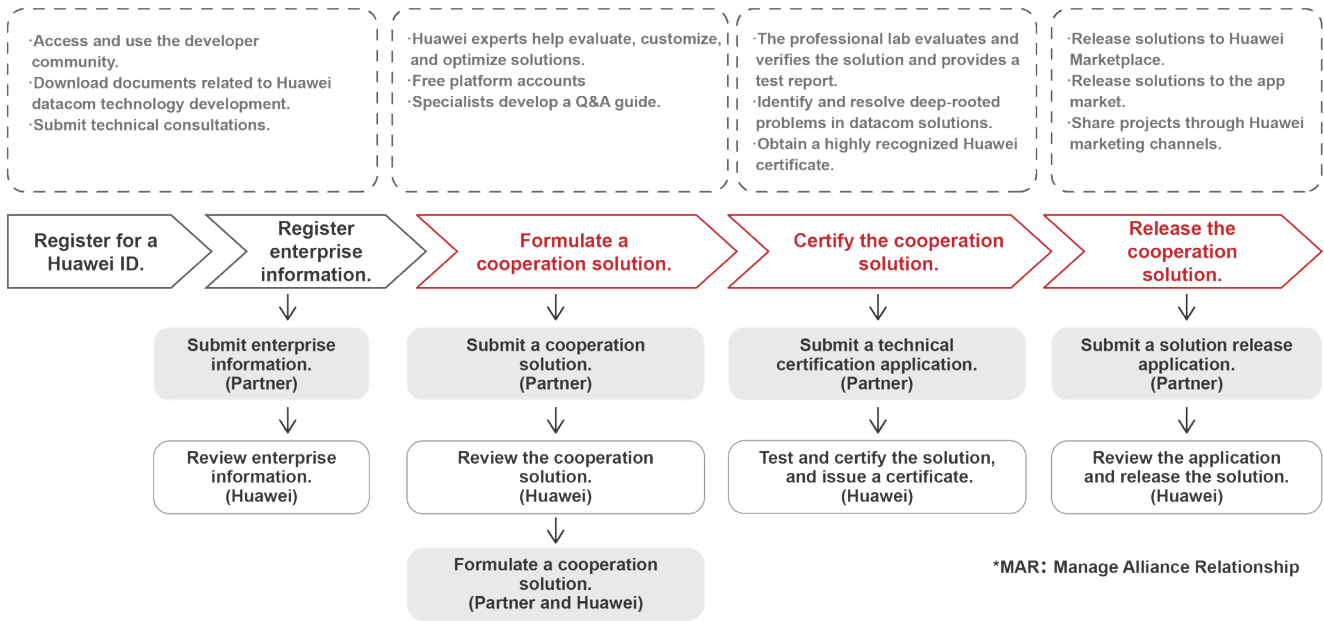 ·Access and use the developer
community.
·Download documents related to Huawei
datacom technology development.
·Submit technical consultations.
·Huawei experts help evaluate, customize,
and optimize solutions.
·Free platform accounts
·Specialists develop a Q&A guide.
·The professional lab evaluates and
verifies the solution and provides a
test report.
·Identify and resolve deep-rooted
problems in datacom solutions.
·Obtain a highly recognized Huawei
certificate.
·Release solutions to Huawei
Marketplace.
·Release solutions to the app
market.
·Share projects through Huawei
marketing channels.
Register for a
Huawei ID.
Register
enterprise
information.
Formulate a
cooperation solution.
Certify the cooperation
solution.
Release the
cooperation
solution.
Submit enterprise
information.
(Partner)
Submit a cooperation
solution.
(Partner)
Submit a technical
certification application.
(Partner)
Submit a solution release
application.
(Partner)
Review enterprise
information.
(Huawei)
Review the cooperation
solution.
(Huawei)
Test and certify the solution,
and issue a certificate.
(Huawei)
Review the application
and release the solution.
(Huawei)
Formulate a cooperation
solution.
(Partner and Huawei)
*MAR: Manage Alliance Relationship